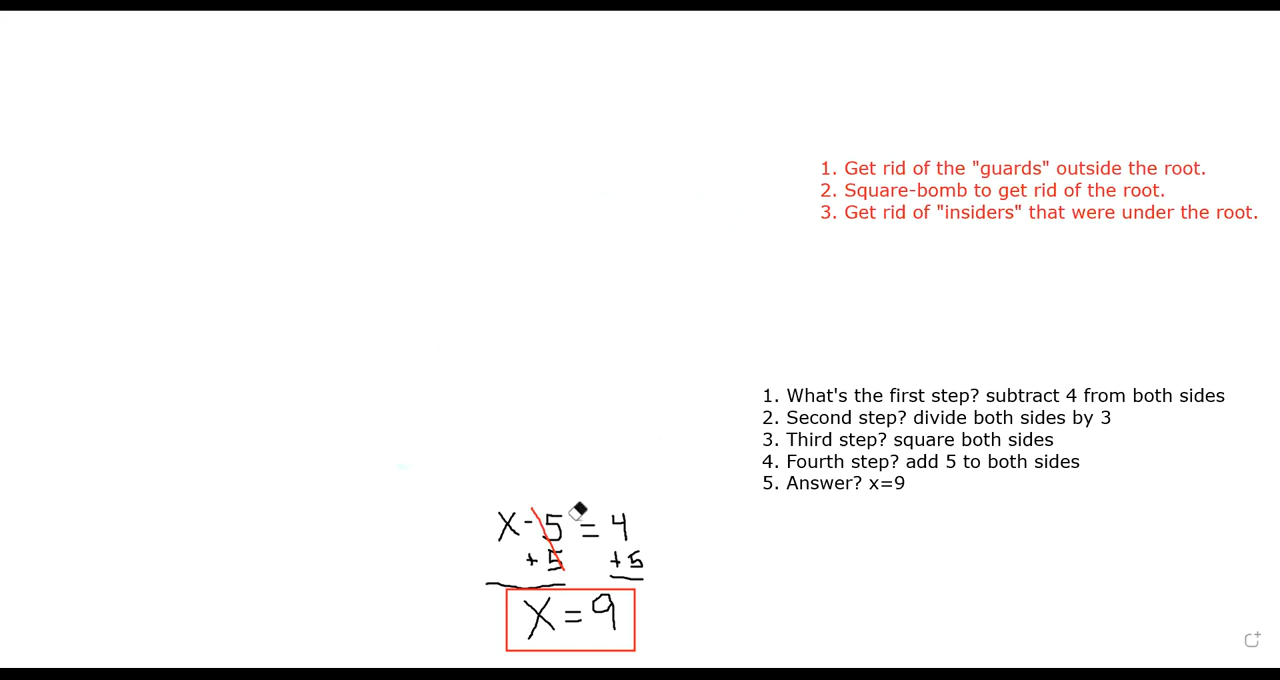 1. Get rid of the "guards" outside the root.
2. Square-bomb to get rid of the root.
3. Get rid of "insiders" that were under the root.
1. What's the first step? subtract 4 from both sides
2. Second step? divide both sides by 3
3. Third step? square both sides
4. Fourth step? add 5 to both sides
5. Answer? x=9
x-5=4
+5 +5
x=9